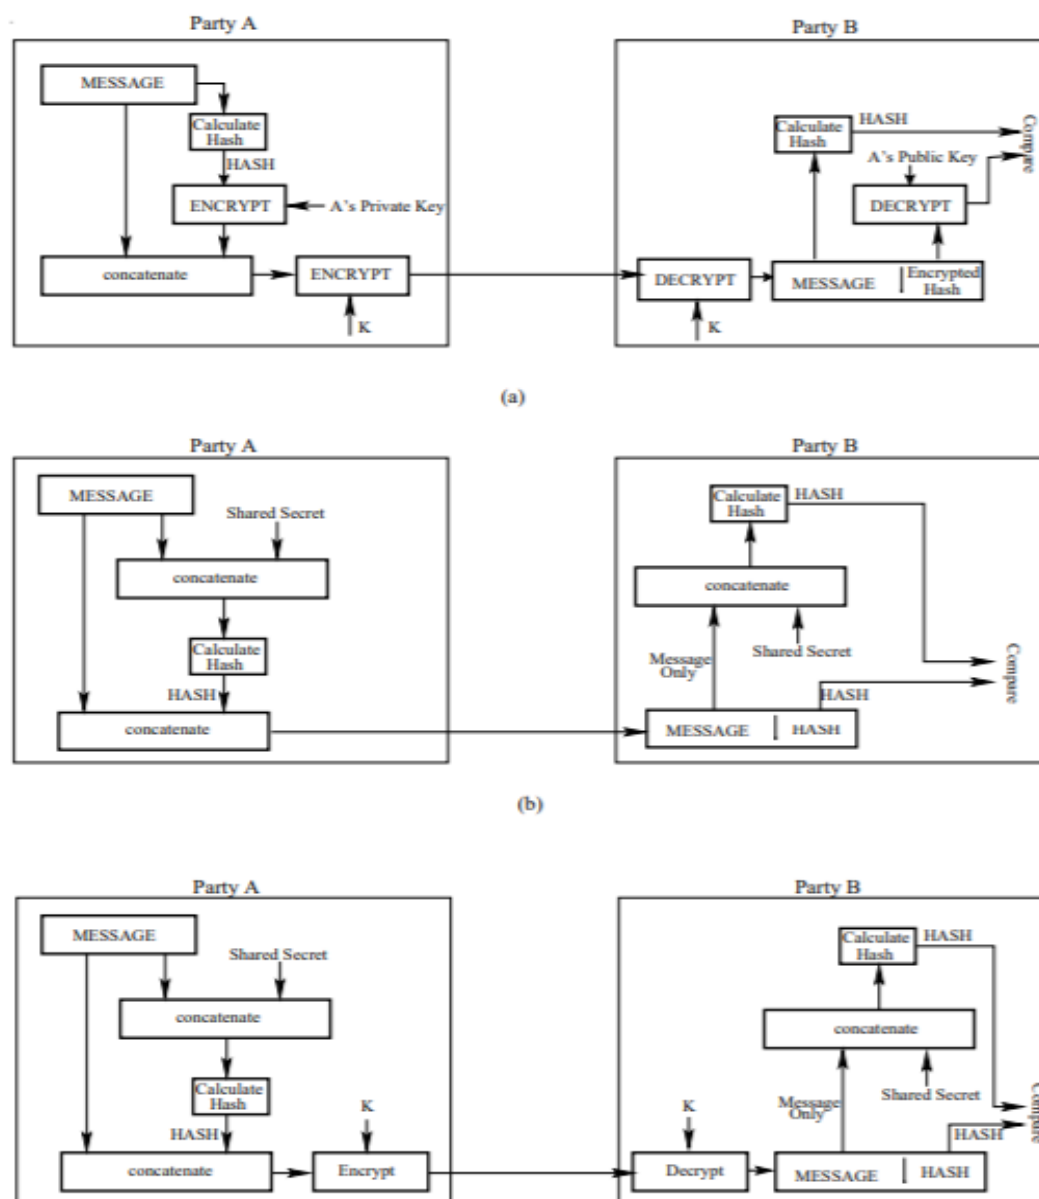 Party A
Party B
MESSAGE
Calculate
Hash
HASH
ENCRYPT
A's Private Key
concatenate
ENCRYPT
K
Calculate
Hash
HASH
Compare
A's Public Key
DECRYPT
DECRYPT
MESSAGE
Encrypted
Hash
K
(a)
Party A
Party B
MESSAGE
Shared Secret
concatenate
Calculate
Hash
HASH
concatenate
Calculate
Hash
HASH
concatenate
Message
Only
Shared Secret
Compare
HASH
MESSAGE
HASH
(b)
Party A
Party B
MESSAGE
Shared Secret
concatenate
Calculate
Hash
HASH
K
concatenate
Encrypt
Calculate
Hash
HASH
concatenate
Message
Only
Shared Secret
Compare
K
HASH
Decrypt
MESSAGE
HASH